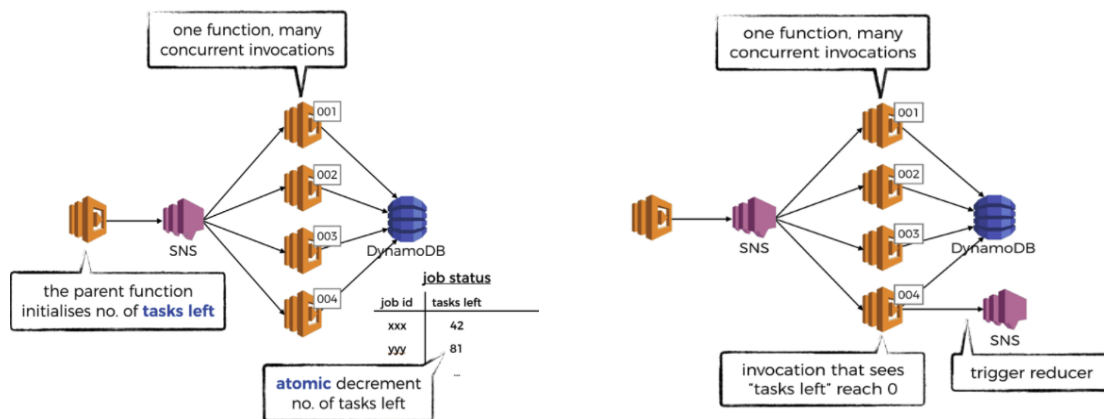 one function, many
concurrent invocations
001
002
003
004
SNS
DynamoDB
the parent function
initialises no. of tasks left
job status
job id tasks left
xxx 42
yyy 81
...
atomic decrement
no. of tasks left
one function, many
concurrent invocations
001
002
003
004
SNS
DynamoDB
SNS
invocation that sees
"tasks left" reach 0
trigger reducer